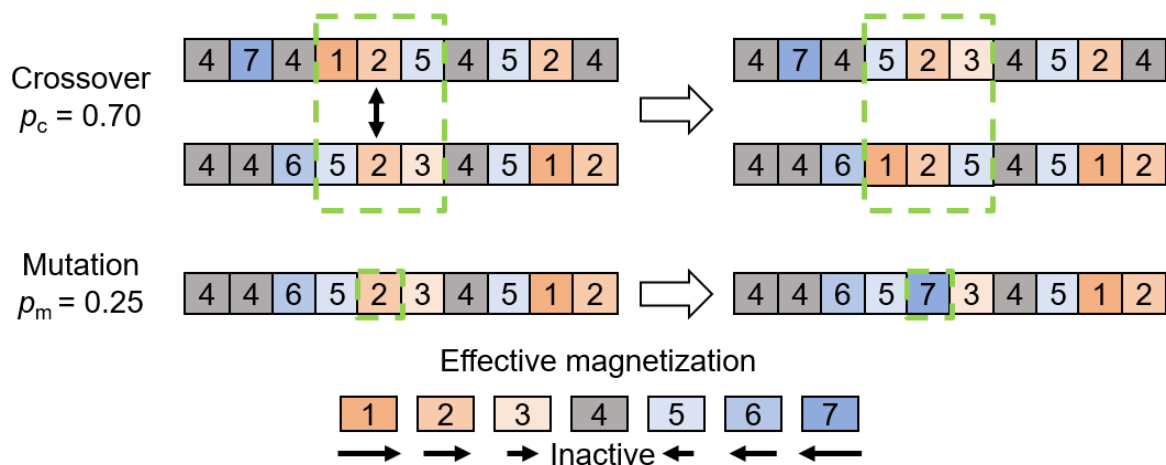 4 7 4 1 2 5 4 5 2 4
4 7 4 5 2 3 4 5 2 4
Crossover
p_c = 0.70
4 4 6 5 2 3 4 5 1 2
4 4 6 1 2 5 4 5 1 2
Mutation
p_m = 0.25
4 4 6 5 2 3 4 5 1 2
4 4 6 5 7 3 4 5 1 2
Effective magnetization
1 2 3 4 5 6 7
Inactive